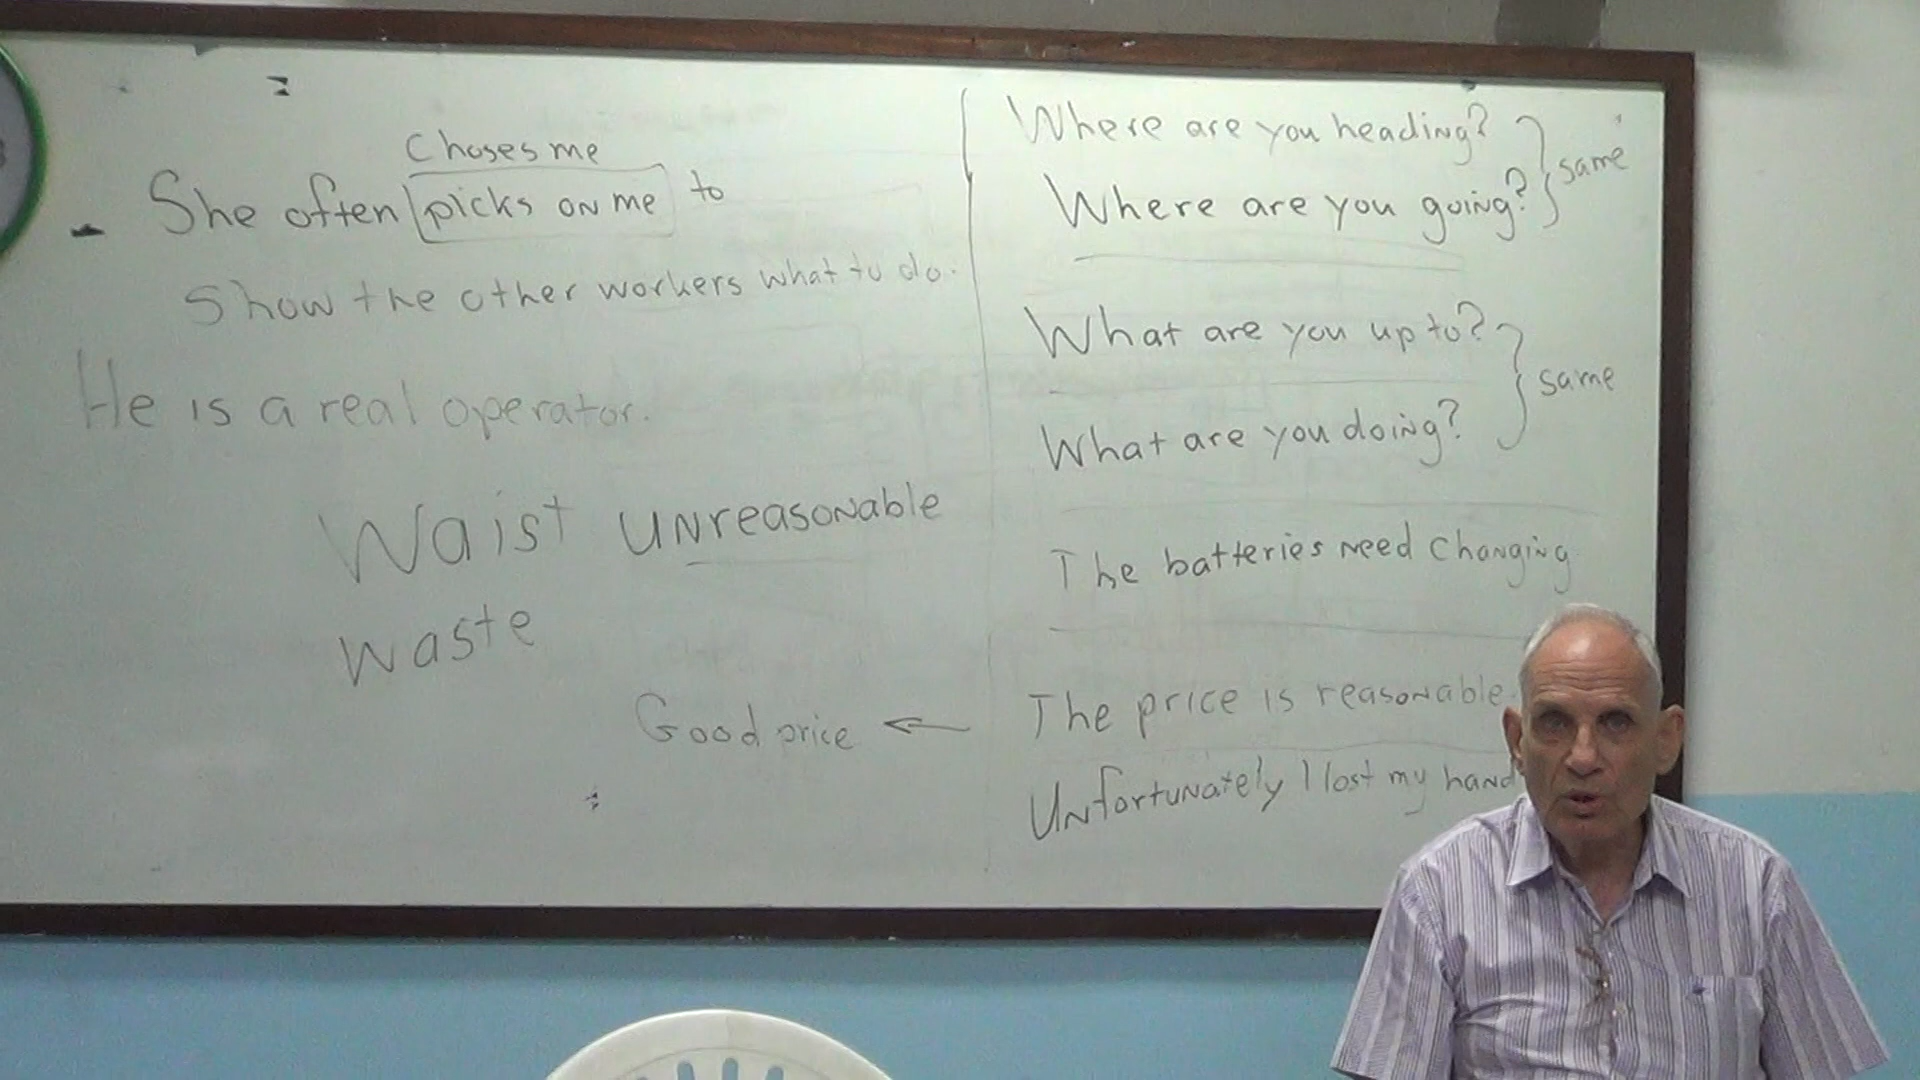 Choses me
She often picks on me to
Show the other workers what to do.
He is a real operator.
Waist unreasonable
waste
Good price ←
Where are you heading?
same
Where are you going?
What are you up to?
same
What are you doing?
The batteries need changing
The price is reasonable
Unfortunately I lost my hand